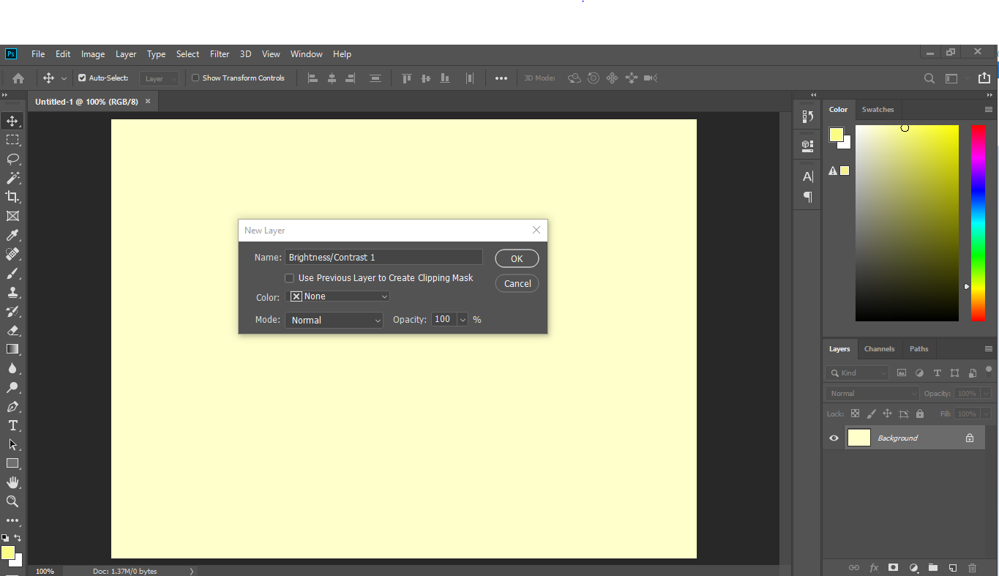 Ps File Edit Image Layer Type Select Filter 3D View Window Help
Auto-Select: Layer Show Transform Controls 3D Mode:
Untitled-1 @ 100% (RGB/8)
Color Swatches
A
New Layer
Name: Brightness/Contrast 1 OK
Use Previous Layer to Create Clipping Mask
Cancel
Color: None
Mode: Normal Opacity: 100 %
Layers Channels Paths
Kind T
Normal Opacity: 100%
Lock: Fill: 100%
Background
T
100% Doc: 1.37M/0 bytes
fx